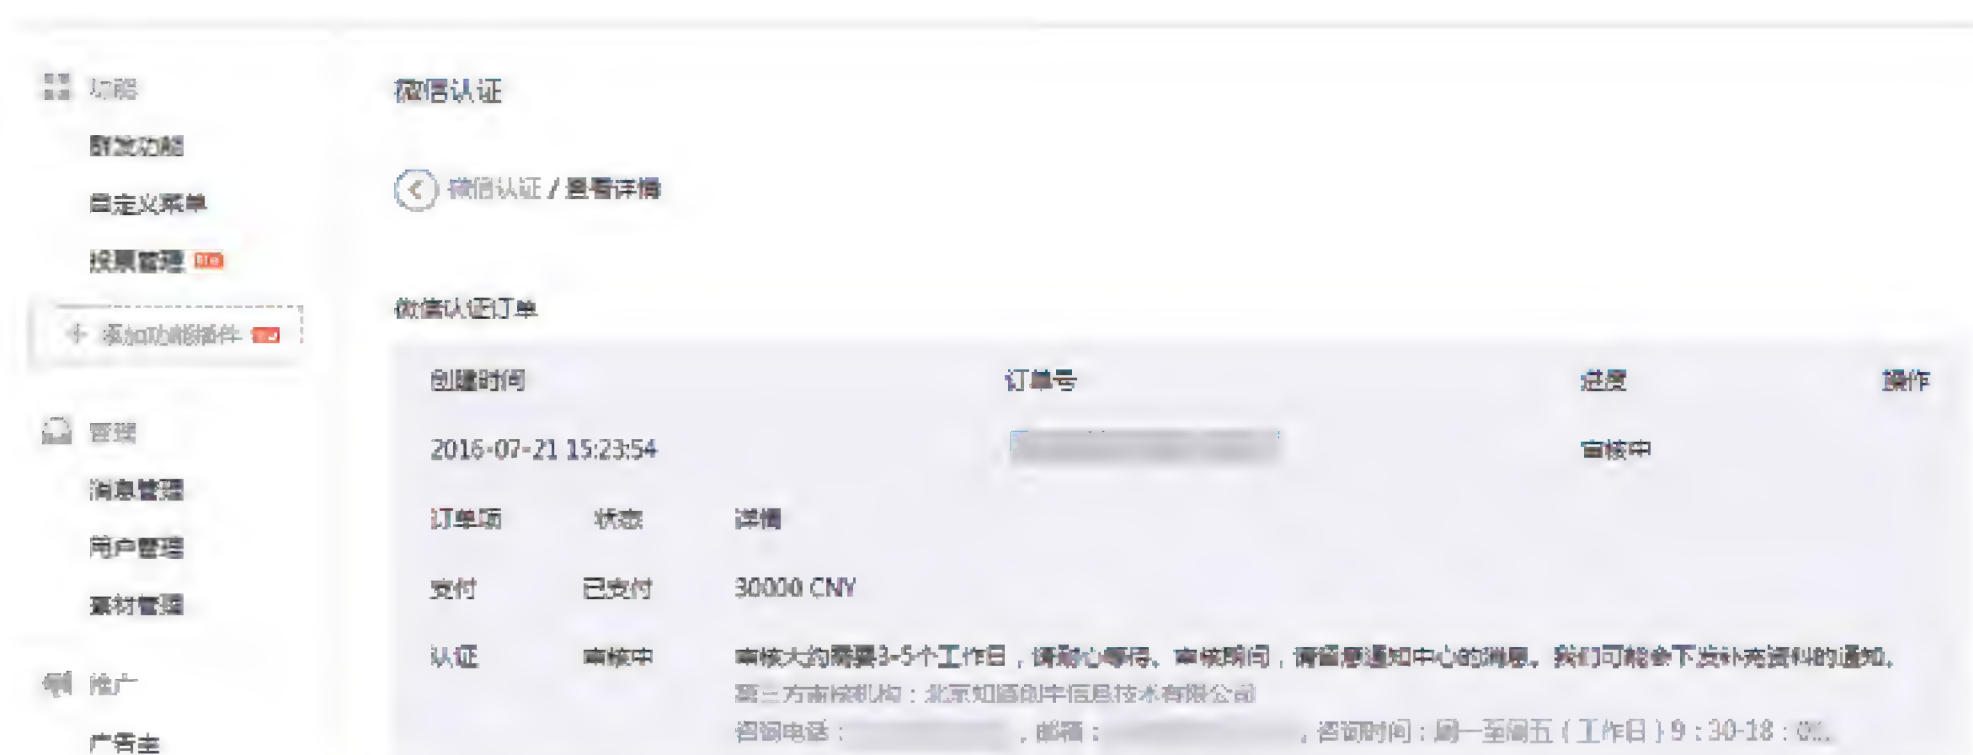 功能
群发功能
自定义菜单
投票管理
+ 添加功能插件
管理
消息管理
用户管理
素材管理
推广
广告主
微信认证
微信认证 / 查看详情
微信认证订单
创建时间 订单号 进度 操作
2016-07-21 15:23:54 审核中
订单项 状态 详情
支付 已支付 30000 CNY
认证 审核中 审核大约需要3-5个工作日，请耐心等待。审核期间，请留意通知中心的消息。我们可能会下发补充资料的通知。
第三方审核机构：北京知道创宇信息技术有限公司
咨询电话： ，邮箱： ，咨询时间：周一至周五（工作日）9：30-18：00。